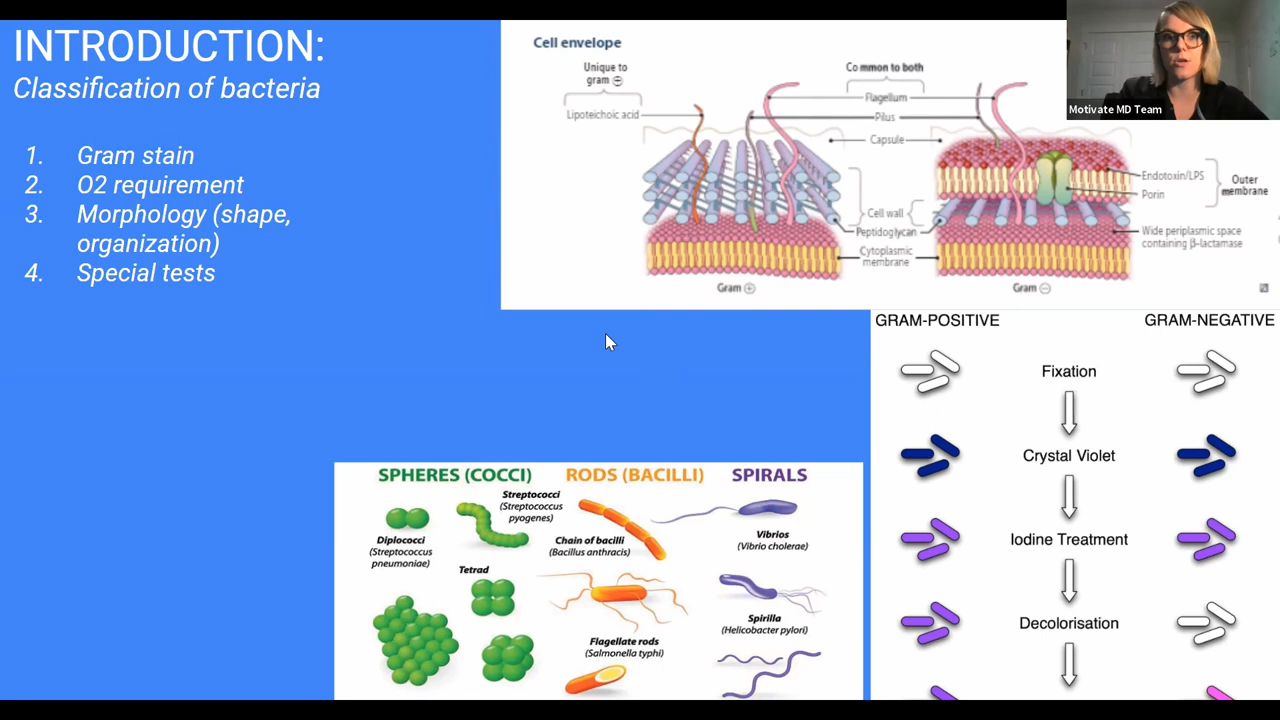 INTRODUCTION:
Classification of bacteria
1. Gram stain
2. O2 requirement
3. Morphology (shape,
organization)
4. Special tests
Cell envelope
Unique to
gram ⊖
Common to both
Lipoteichoic acid
Flagellum
Pilus
Capsule
Endotoxin/LPS
Porin
Outer
membrane
Cell wall
Peptidoglycan
Wide periplasmic space
containing β-lactamase
Cytoplasmic
membrane
Gram ⊕
Gram ⊖
Motivate MD Team
SPHERES (COCCI)
Diplococci
(Streptococcus
pneumoniae)
Streptococci
(Streptococcus
pyogenes)
Tetrad
RODS (BACILLI)
Chain of bacilli
(Bacillus anthracis)
Flagellate rods
(Salmonella typhi)
SPIRALS
Vibrios
(Vibrio cholerae)
Spirilla
(Helicobacter pylori)
GRAM-POSITIVE
GRAM-NEGATIVE
Fixation
Crystal Violet
Iodine Treatment
Decolorisation